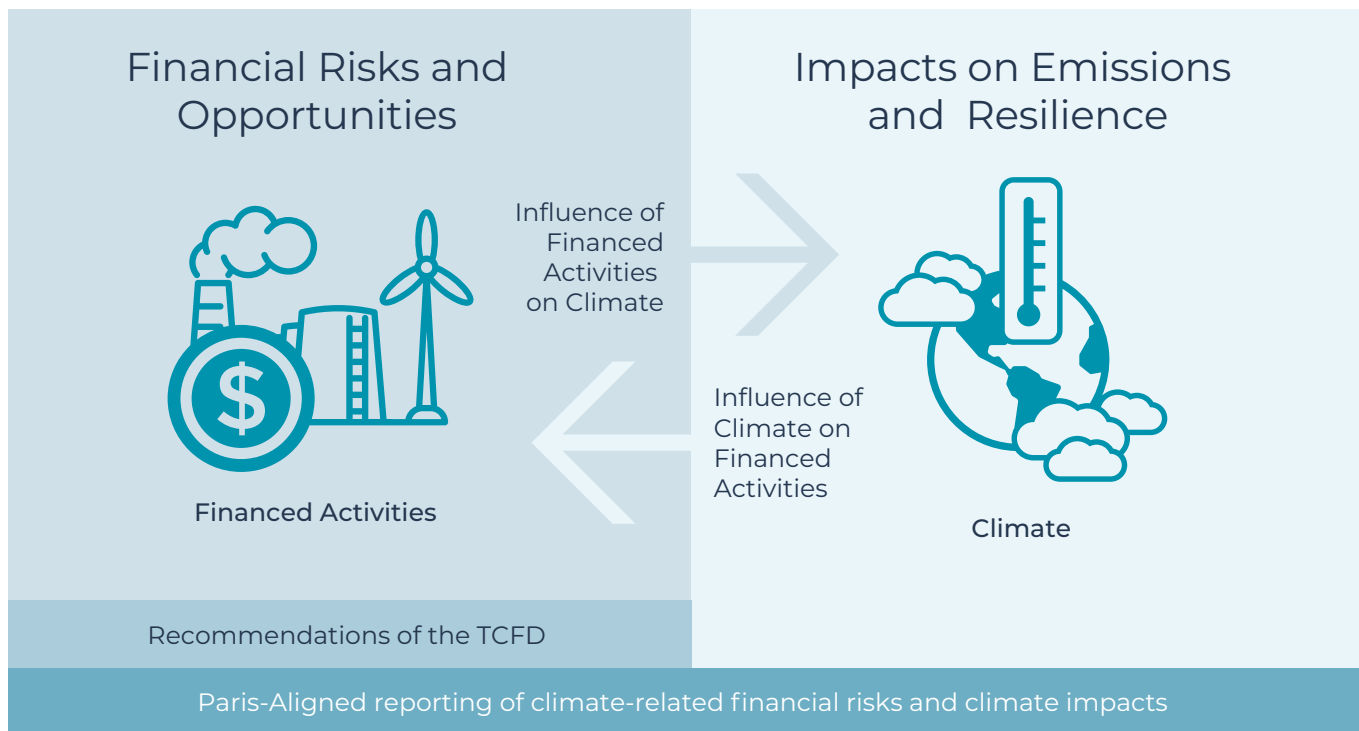 Financial Risks and
Opportunities
Influence of
Financed
Activities
on Climate
$
Financed Activities
Recommendations of the TCFD
Impacts on Emissions
and Resilience
Influence of
Climate on
Financed
Activities
Climate
Paris-Aligned reporting of climate-related financial risks and climate impacts